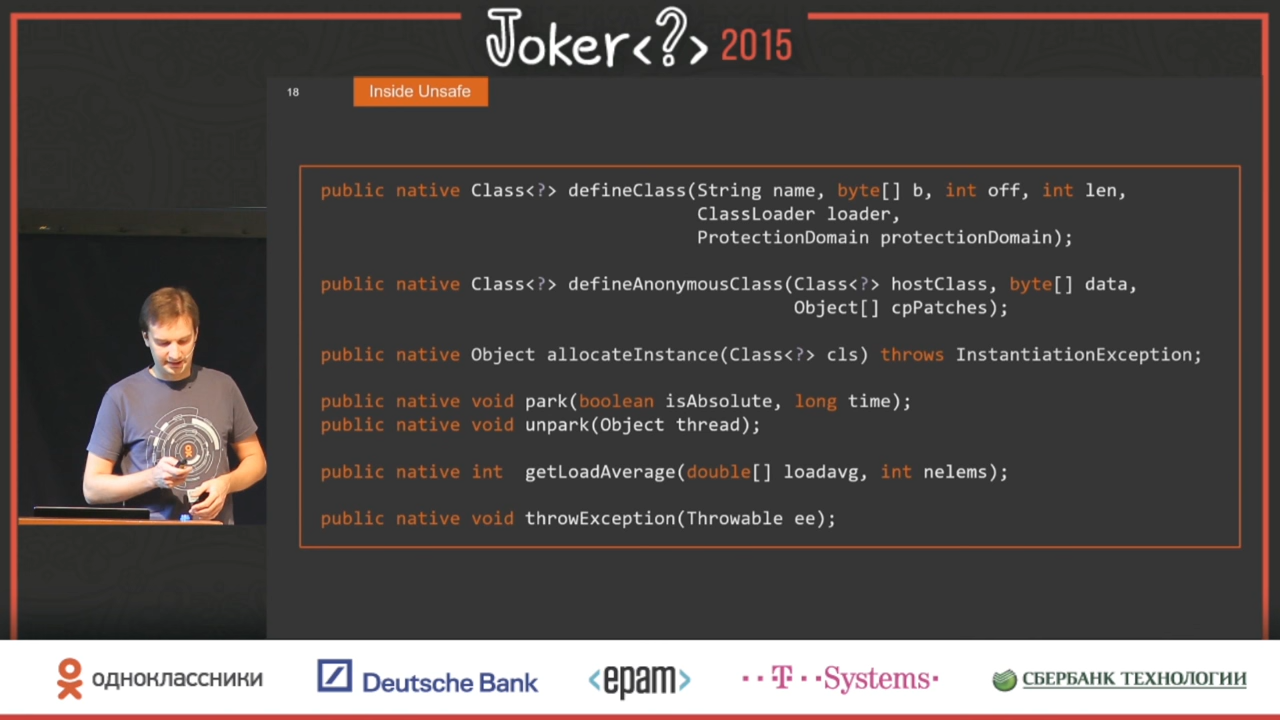 Joker<?> 2015
18 Inside Unsafe
public native Class<?> defineClass(String name, byte[] b, int off, int len,
ClassLoader loader,
ProtectionDomain protectionDomain);
public native Class<?> defineAnonymousClass(Class<?> hostClass, byte[] data,
Object[] cpPatches);
public native Object allocateInstance(Class<?> cls) throws InstantiationException;
public native void park(boolean isAbsolute, long time);
public native void unpark(Object thread);
public native int getLoadAverage(double[] loadavg, int nelems);
public native void throwException(Throwable ee);
одноклассники Deutsche Bank <epam> ··T··Systems· СБЕРБАНК ТЕХНОЛОГИИ